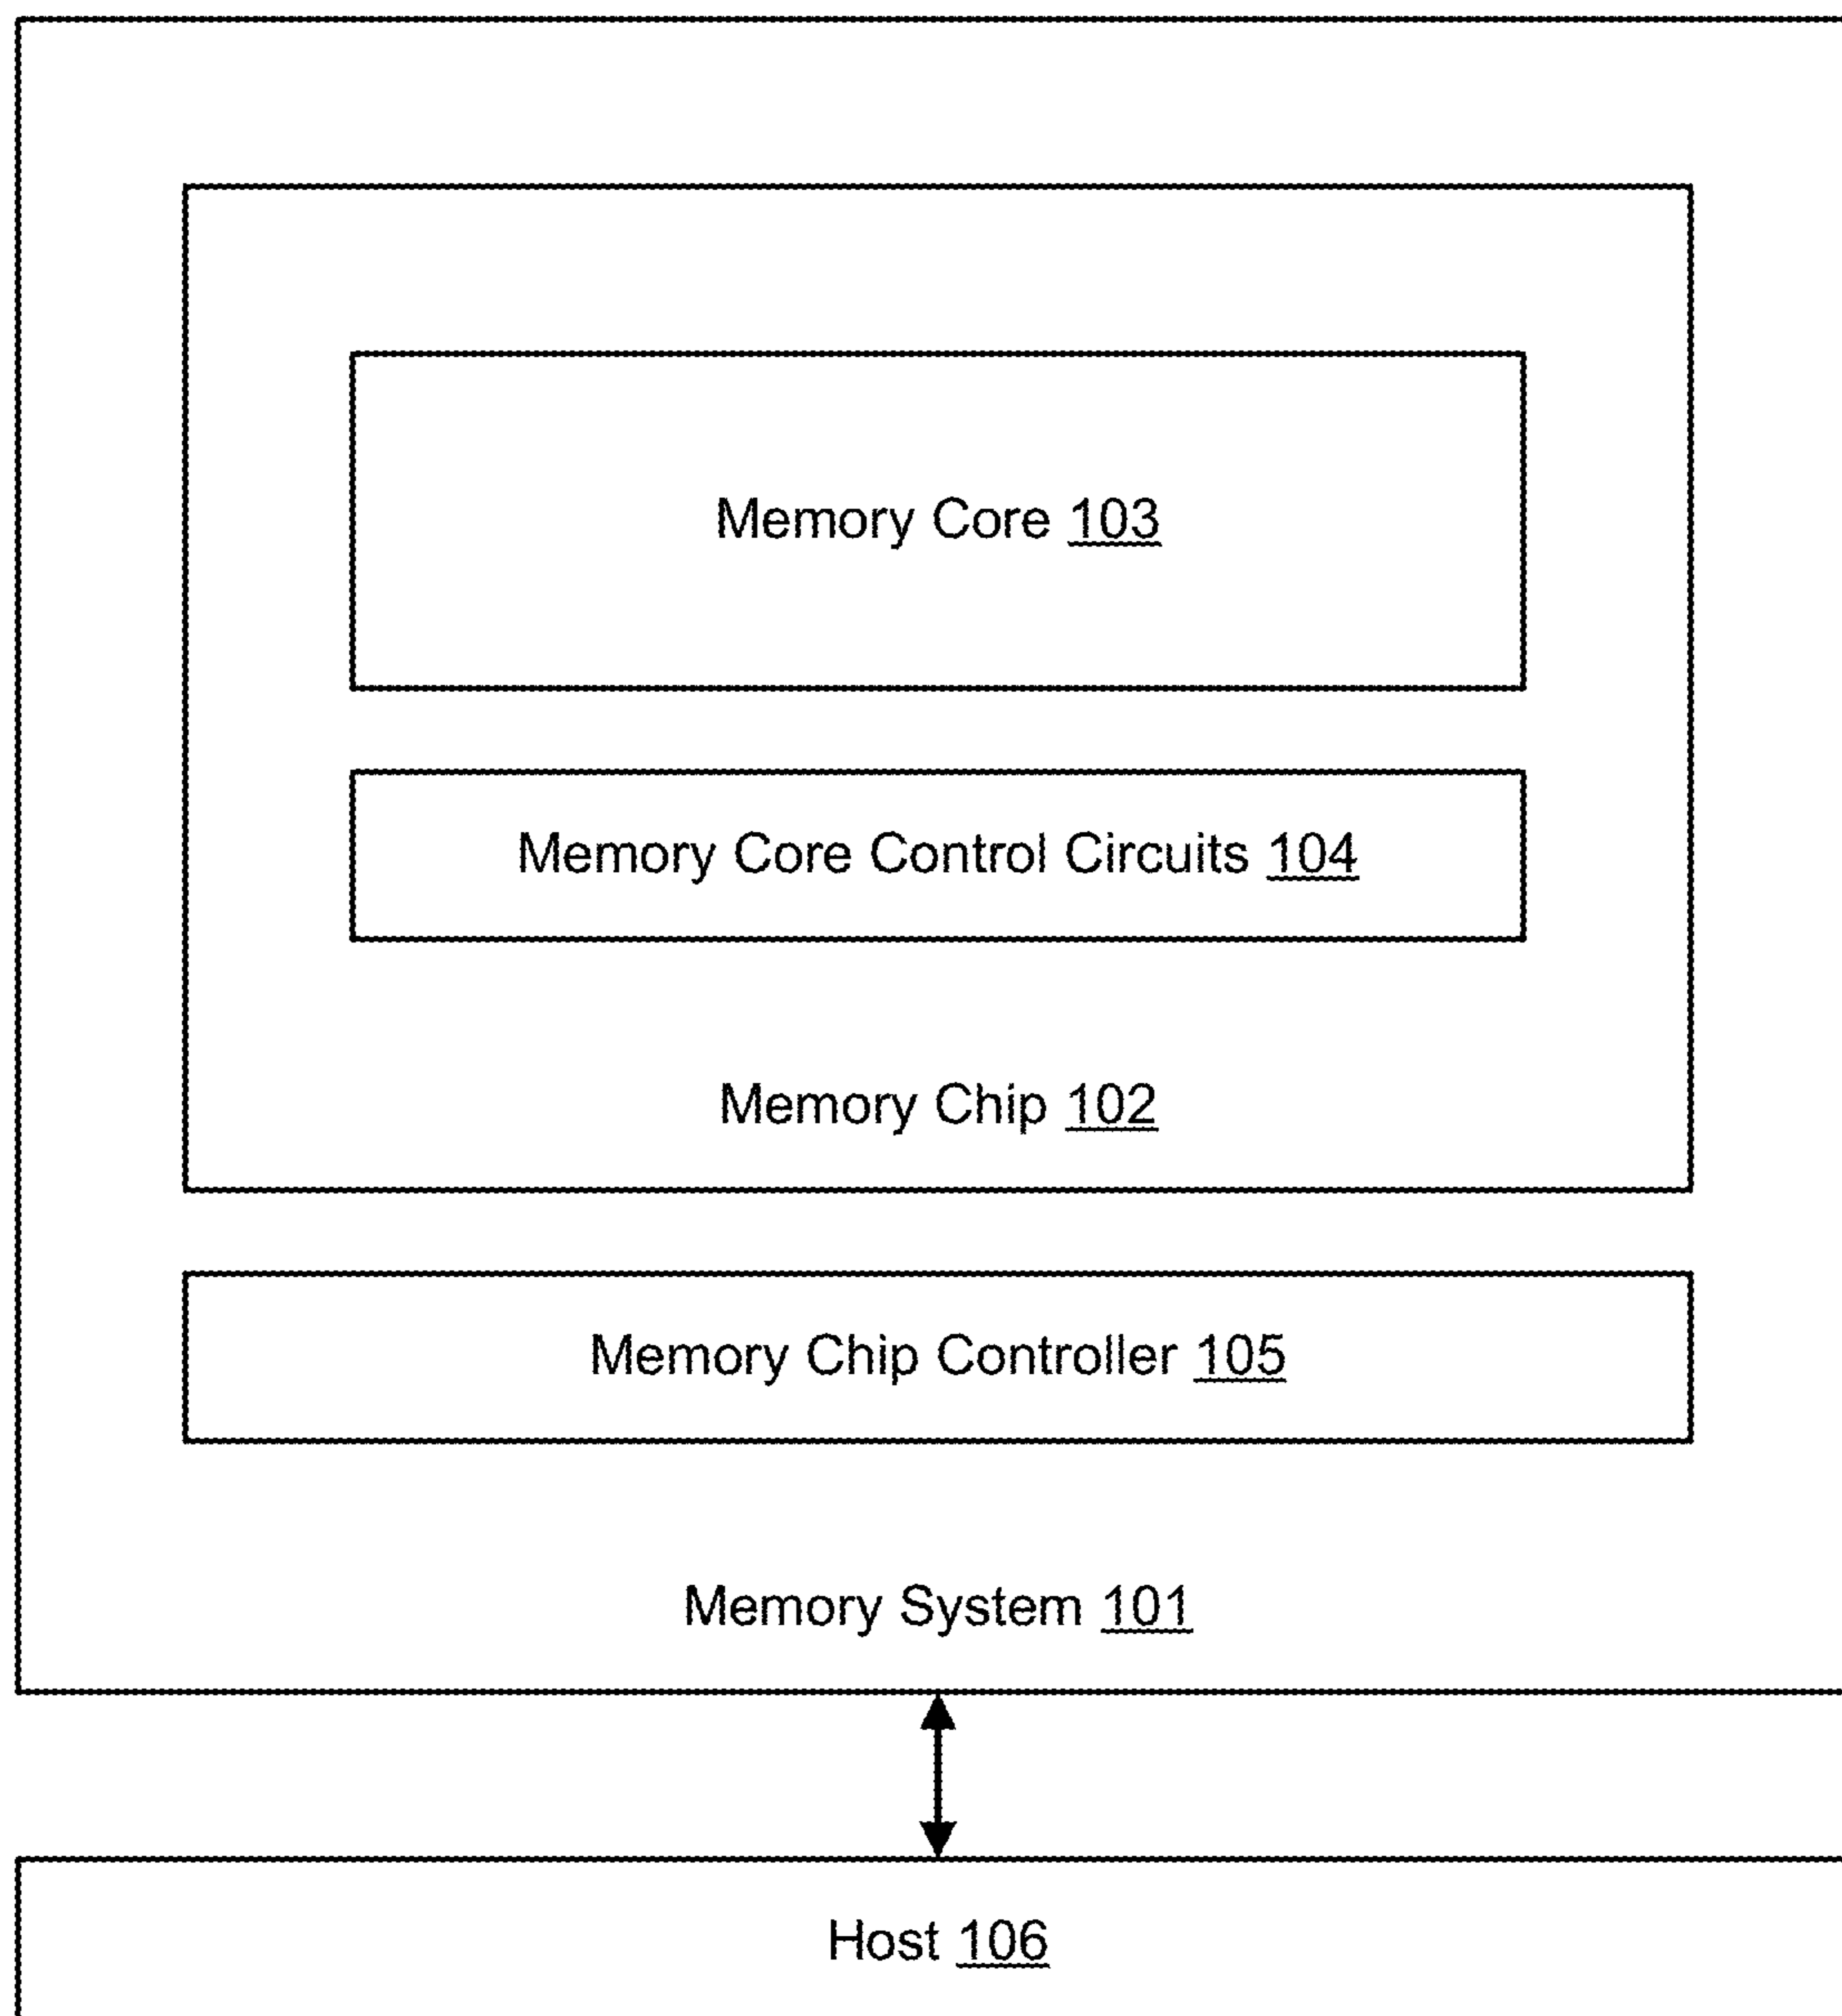 Memory Core 103
Memory Core Control Circuits 104
Memory Chip 102
Memory Chip Controller 105
Memory System 101
Host 106